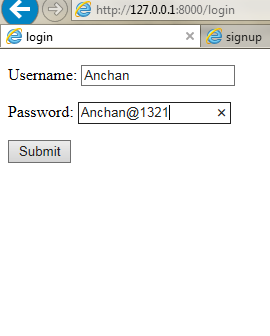 http://127.0.0.1:8000/login
login
signup
Username: Anchan
Password: Anchan@1321
Submit